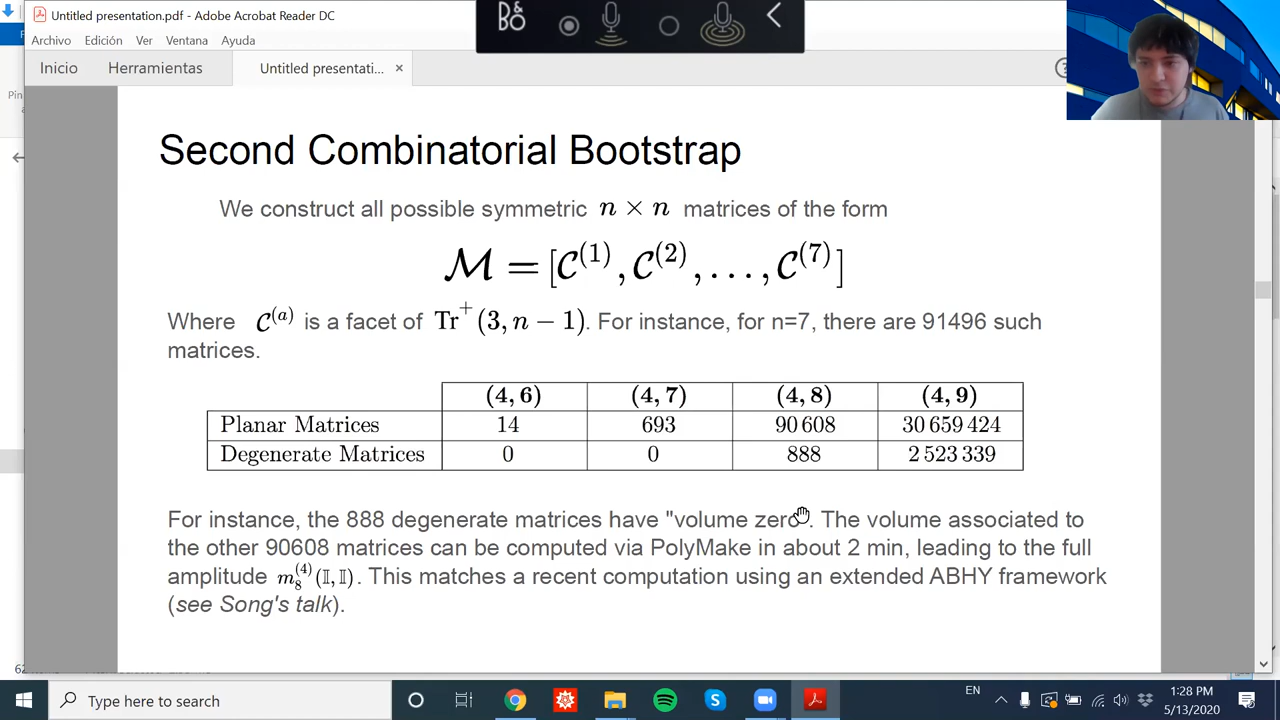 Untitled presentation.pdf - Adobe Acrobat Reader DC
Archivo Edición Ver Ventana Ayuda
Inicio Herramientas Untitled presentati... ×
Second Combinatorial Bootstrap
We construct all possible symmetric n × n matrices of the form
ℳ = [𝒞^(1), 𝒞^(2), . . . , 𝒞^(7)]
Where 𝒞^(a) is a facet of Tr^+ (3, n − 1). For instance, for n=7, there are 91496 such
matrices.
(4, 6) (4, 7) (4, 8) (4, 9)
Planar Matrices 14 693 90 608 30 659 424
Degenerate Matrices 0 0 888 2 523 339
For instance, the 888 degenerate matrices have "volume zero". The volume associated to
the other 90608 matrices can be computed via PolyMake in about 2 min, leading to the full
amplitude m_8^(4)(𝕀, 𝕀). This matches a recent computation using an extended ABHY framework
(see Song's talk).
Type here to search
EN
1:28 PM
5/13/2020